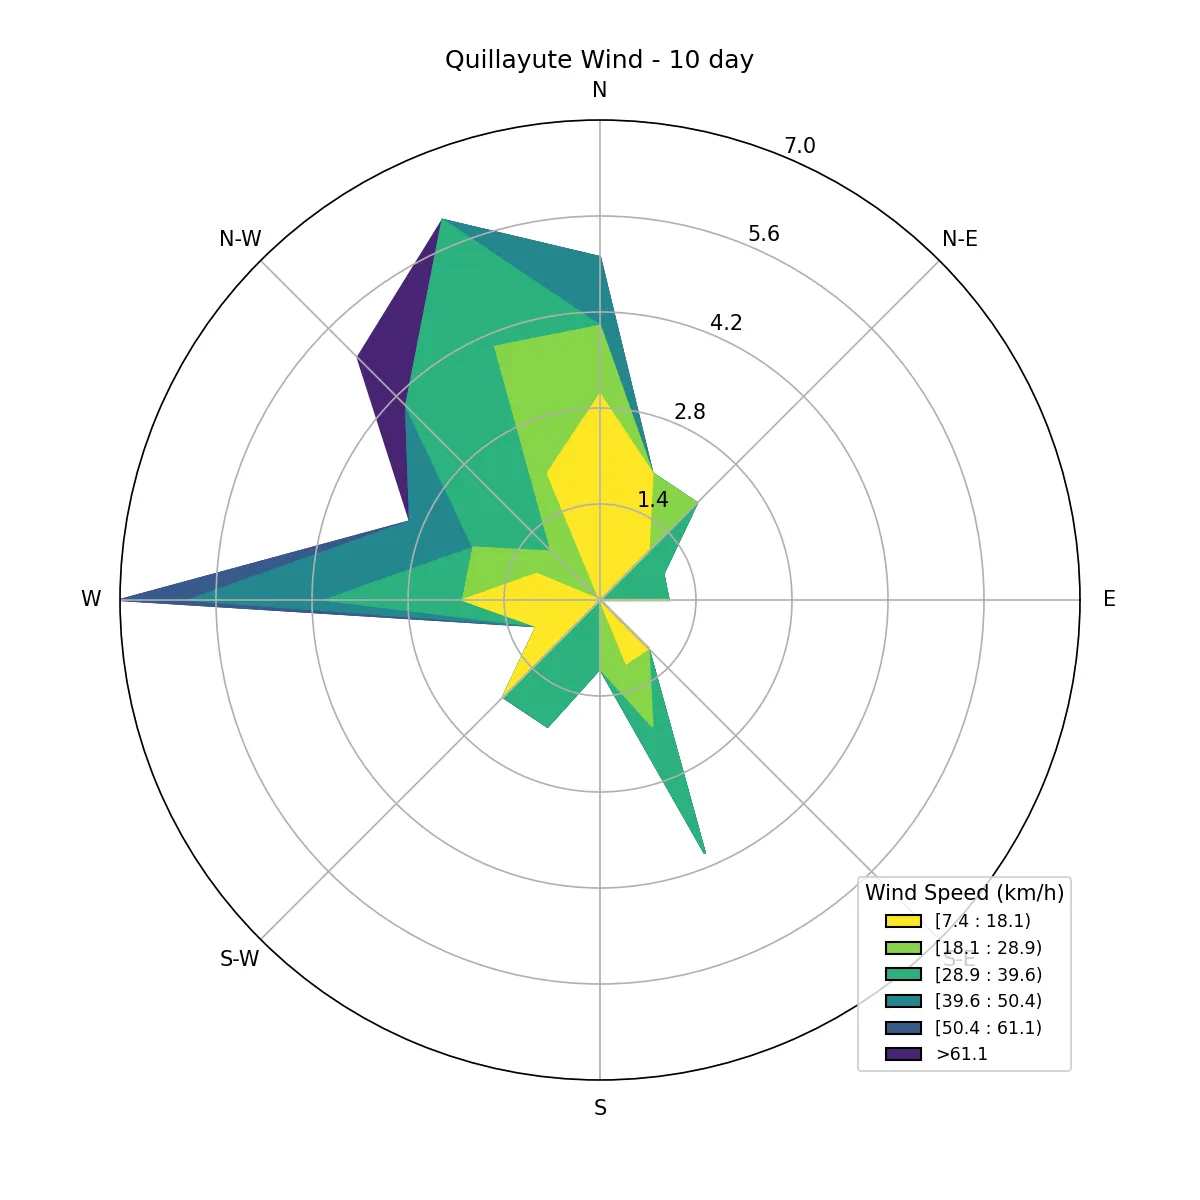 Quillayute Wind - 10 day
N
7.0
N-W
5.6
N-E
4.2
2.8
1.4
W
E
Wind Speed (km/h)
[7.4 : 18.1)
[18.1 : 28.9)
S-W
S-E
[28.9 : 39.6)
[39.6 : 50.4)
[50.4 : 61.1)
>61.1
S